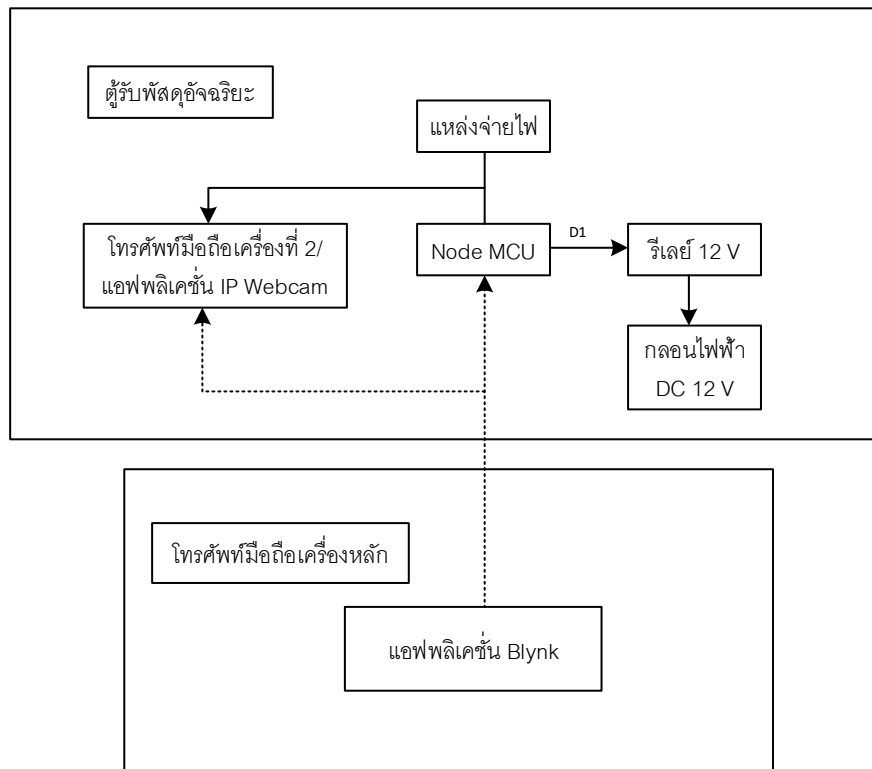 ตู้รับพัสดุอัจฉริยะ
แหล่งจ่ายไฟ
โทรศัพท์มือถือเครื่องที่ 2/
แอฟพลิเคชั่น IP Webcam
Node MCU
D1
รีเลย์ 12 V
กลอนไฟฟ้า
DC 12 V
โทรศัพท์มือถือเครื่องหลัก
แอฟพลิเคชั่น Blynk